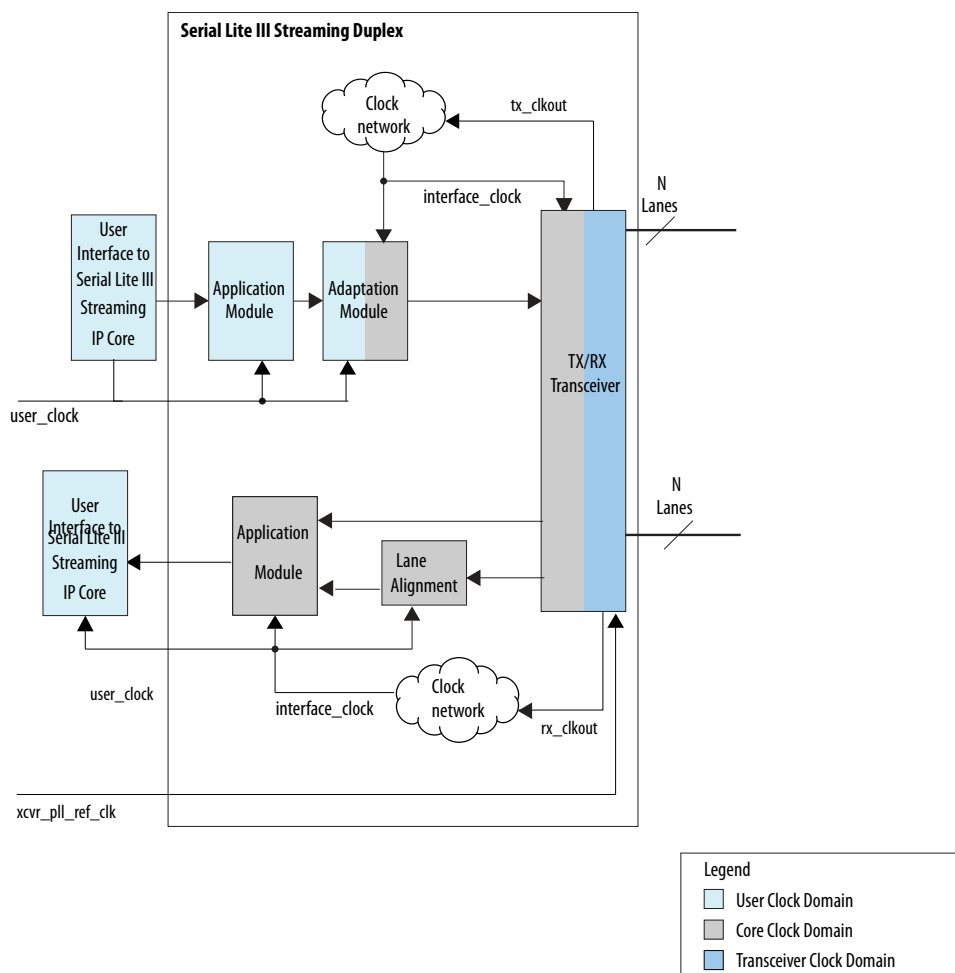 Serial Lite III Streaming Duplex
Clock
network
tx_clkout
interface_clock
N
Lanes
User
Interface to
Serial Lite III
Streaming
IP Core
Application
Module
Adaptation
Module
TX/RX
Transceiver
user_clock
N
Lanes
User
Interface to
Serial Lite III
Streaming
IP Core
Application
Module
Lane
Alignment
user_clock
interface_clock
Clock
network
rx_clkout
xcvr_pll_ref_clk
Legend
User Clock Domain
Core Clock Domain
Transceiver Clock Domain